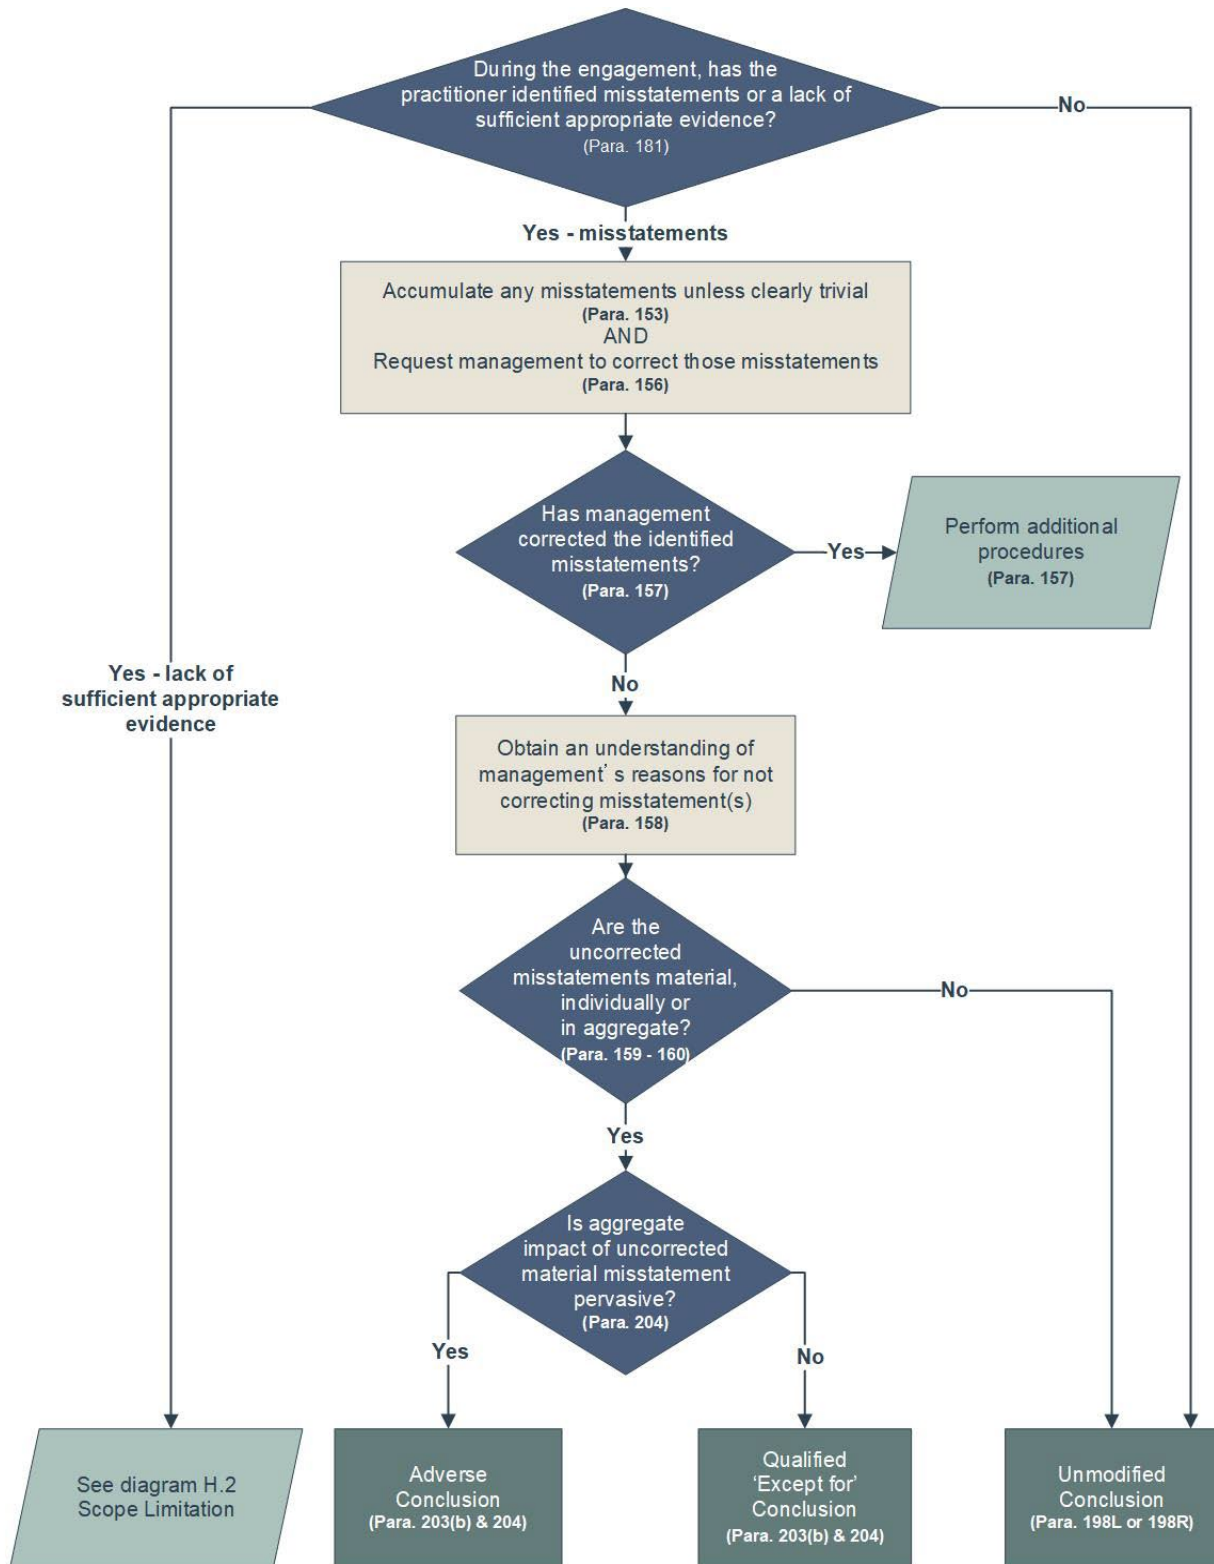 During the engagement, has the
practitioner identified misstatements or a lack of
sufficient appropriate evidence?
(Para. 181)
No
Yes - misstatements
Accumulate any misstatements unless clearly trivial
(Para. 153)
AND
Request management to correct those misstatements
(Para. 156)
Has management
corrected the identified
misstatements?
(Para. 157)
Yes
Perform additional
procedures
(Para. 157)
Yes - lack of
sufficient appropriate
evidence
No
Obtain an understanding of
management's reasons for not
correcting misstatement(s)
(Para. 158)
Are the
uncorrected
misstatements material,
individually or
in aggregate?
(Para. 159 - 160)
No
Yes
Is aggregate
impact of uncorrected
material misstatement
pervasive?
(Para. 204)
Yes
No
See diagram H.2
Scope Limitation
Adverse
Conclusion
(Para. 203(b) & 204)
Qualified
‘Except for’
Conclusion
(Para. 203(b) & 204)
Unmodified
Conclusion
(Para. 198L or 198R)